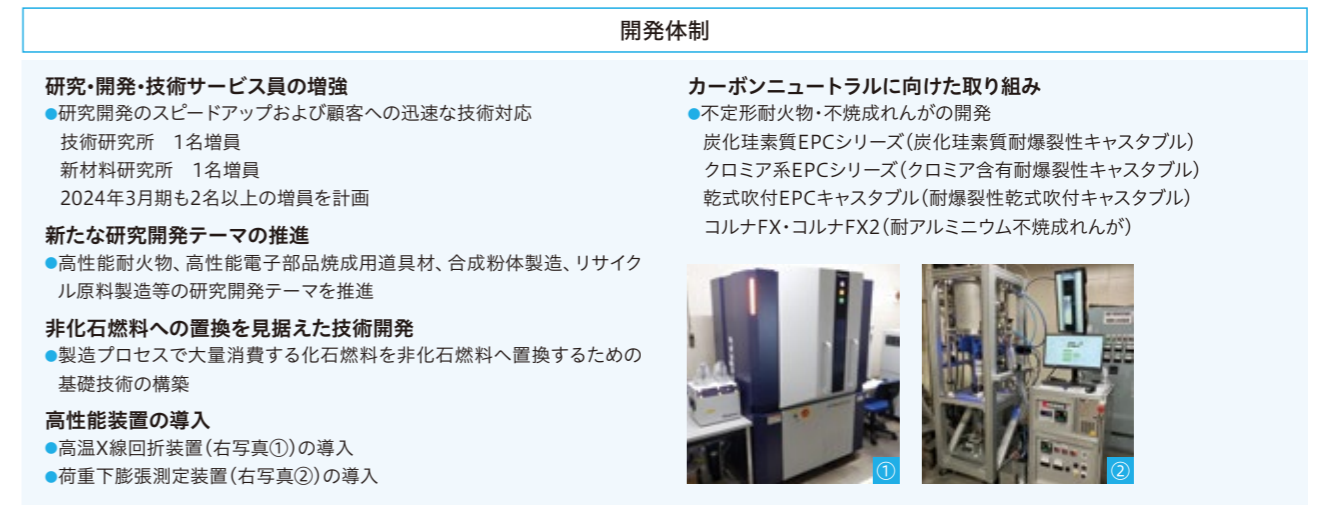 開発体制
研究・開発・技術サービス員の増強
●研究開発のスピードアップおよび顧客への迅速な技術対応
技術研究所　1名増員
新材料研究所　1名増員
2024年3月期も2名以上の増員を計画
新たな研究開発テーマの推進
●高性能耐火物、高性能電子部品焼成用道具材、合成粉体製造、リサイク
ル原料製造等の研究開発テーマを推進
非化石燃料への置換を見据えた技術開発
●製造プロセスで大量消費する化石燃料を非化石燃料へ置換するための
基礎技術の構築
高性能装置の導入
●高温X線回折装置（右写真①）の導入
●荷重下膨張測定装置（右写真②）の導入
カーボンニュートラルに向けた取り組み
●不定形耐火物・不焼成れんがの開発
炭化珪素質EPCシリーズ（炭化珪素質耐爆裂性キャスタブル）
クロミア系EPCシリーズ（クロミア含有耐爆裂性キャスタブル）
乾式吹付EPCキャスタブル（耐爆裂性乾式吹付キャスタブル）
コルナFX・コルナFX2（耐アルミニウム不焼成れんが）
①
②